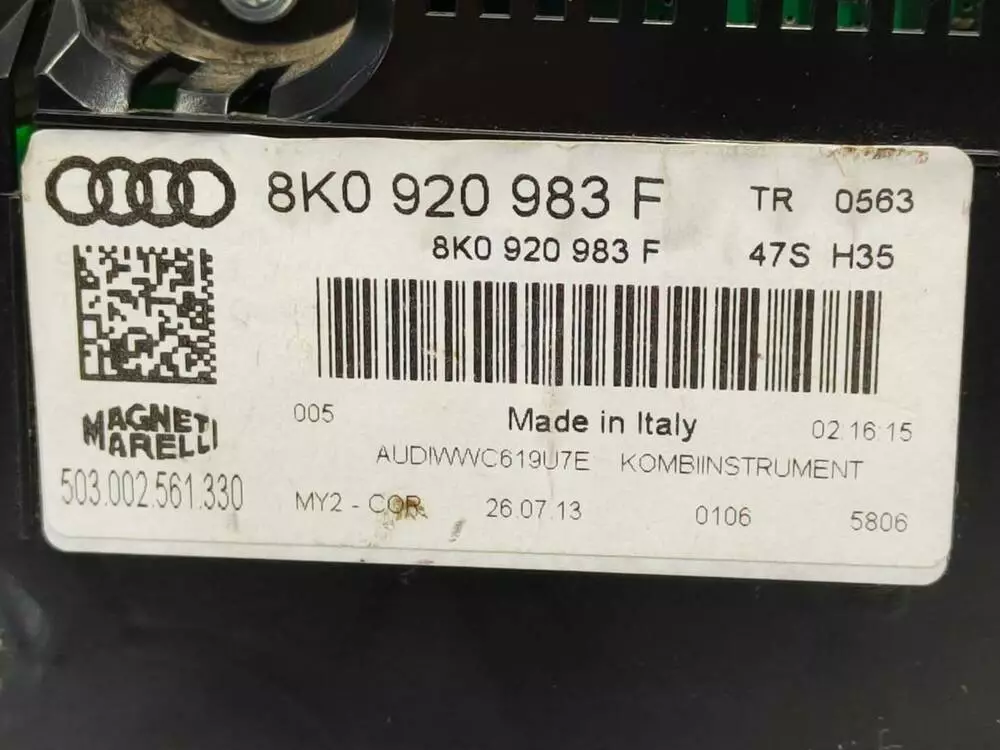 8K0 920 983 F TR 0563
8K0 920 983 F 47S H35
005 Made in Italy 02:16:15
MAGNETI
MARELLI
AUDIWWC619U7E KOMBIINSTRUMENT
503.002.561.330
MY2 - COR. 26.07.13 0106 5806